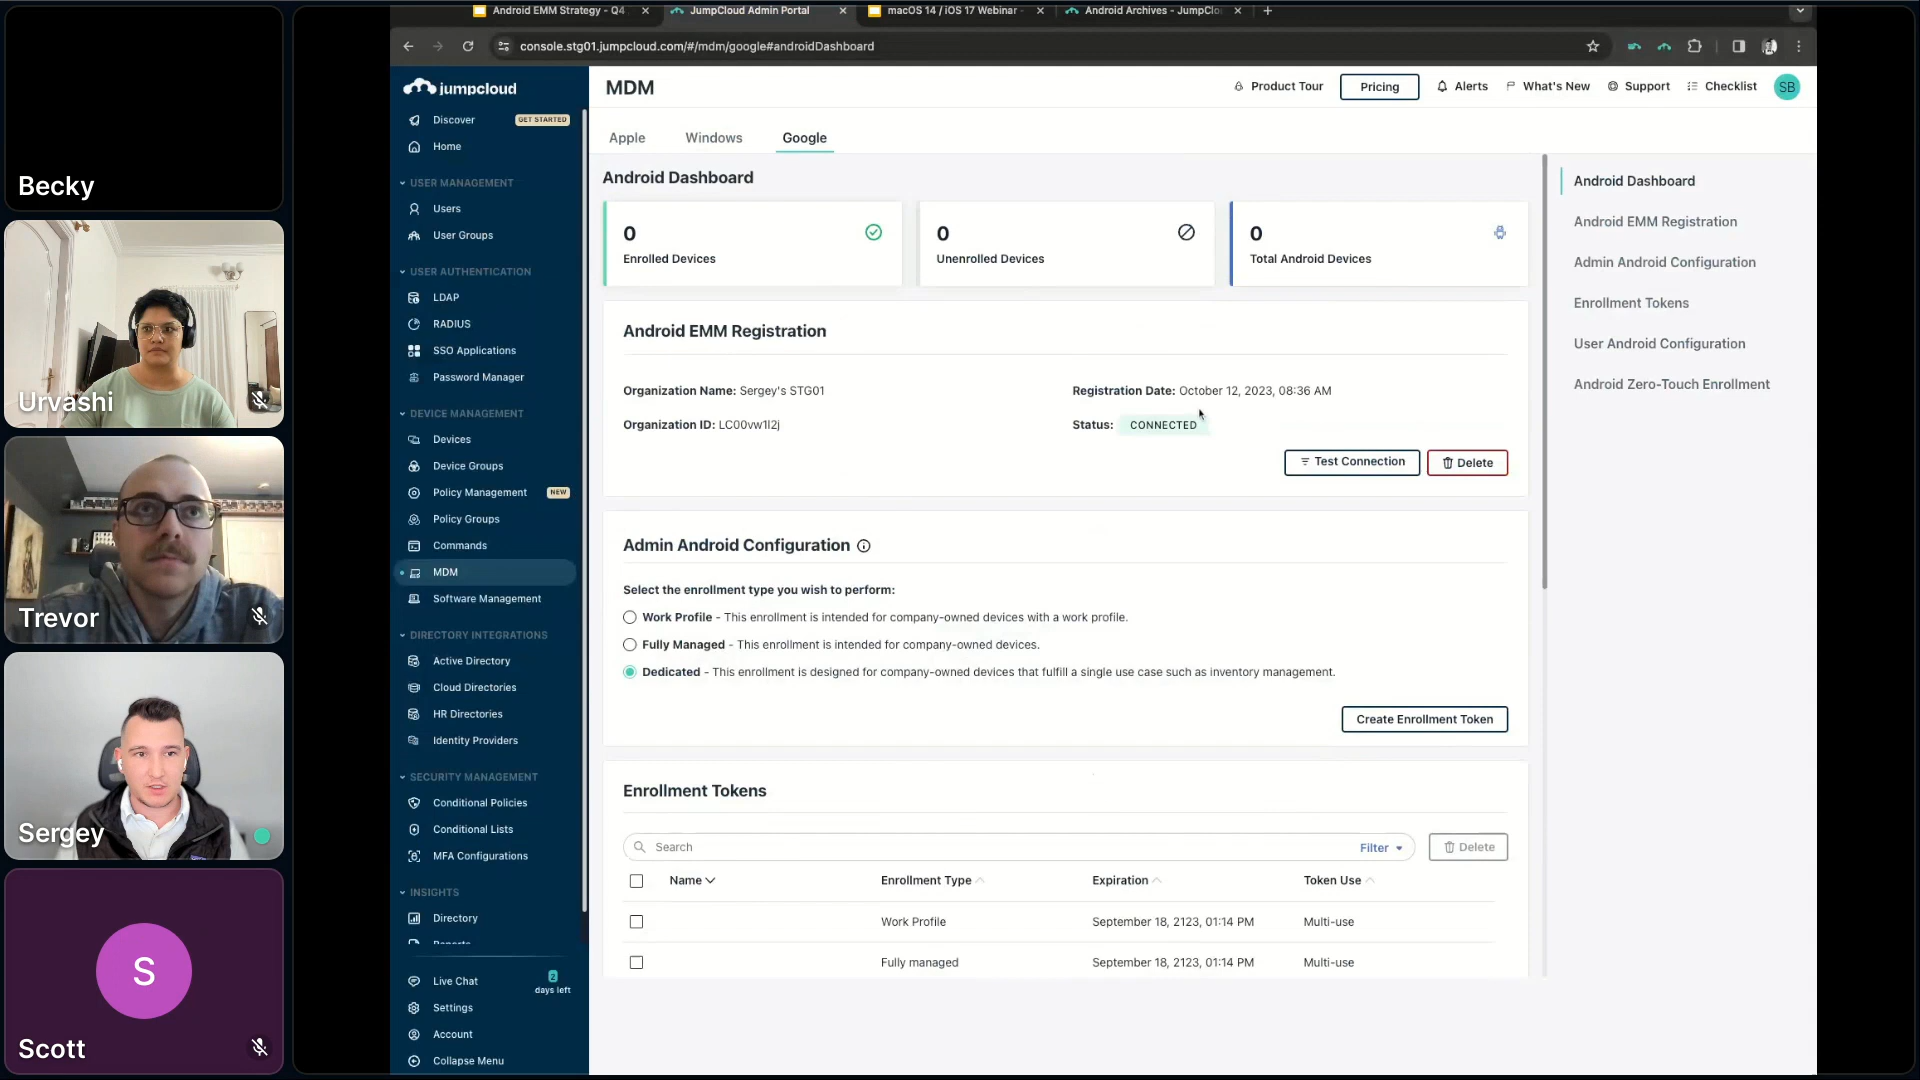 Becky
Urvashi
Trevor
Sergey
S
Scott
Android EMM Strategy - Q4
JumpCloud Admin Portal
macOS 14 / iOS 17 Webinar
Android Archives - JumpClo
console.stg01.jumpcloud.com/#/mdm/google#androidDashboard
jumpcloud
Discover
GET STARTED
Home
USER MANAGEMENT
Users
User Groups
USER AUTHENTICATION
LDAP
RADIUS
SSO Applications
Password Manager
DEVICE MANAGEMENT
Devices
Device Groups
Policy Management
NEW
Policy Groups
Commands
MDM
Software Management
DIRECTORY INTEGRATIONS
Active Directory
Cloud Directories
HR Directories
Identity Providers
SECURITY MANAGEMENT
Conditional Policies
Conditional Lists
MFA Configurations
INSIGHTS
Directory
Reports
Live Chat
2
days left
Settings
Account
Collapse Menu
MDM
Product Tour
Pricing
Alerts
What's New
Support
Checklist
SB
Apple
Windows
Google
Android Dashboard
0
Enrolled Devices
0
Unenrolled Devices
0
Total Android Devices
Android EMM Registration
Organization Name: Sergey's STG01
Registration Date: October 12, 2023, 08:36 AM
Organization ID: LC00vw1l2j
Status: CONNECTED
Test Connection
Delete
Admin Android Configuration
Select the enrollment type you wish to perform:
Work Profile - This enrollment is intended for company-owned devices with a work profile.
Fully Managed - This enrollment is intended for company-owned devices.
Dedicated - This enrollment is designed for company-owned devices that fulfill a single use case such as inventory management.
Create Enrollment Token
Enrollment Tokens
Search
Filter
Delete
Name
Enrollment Type
Expiration
Token Use
Work Profile
September 18, 2123, 01:14 PM
Multi-use
Fully managed
September 18, 2123, 01:14 PM
Multi-use
Android Dashboard
Android EMM Registration
Admin Android Configuration
Enrollment Tokens
User Android Configuration
Android Zero-Touch Enrollment